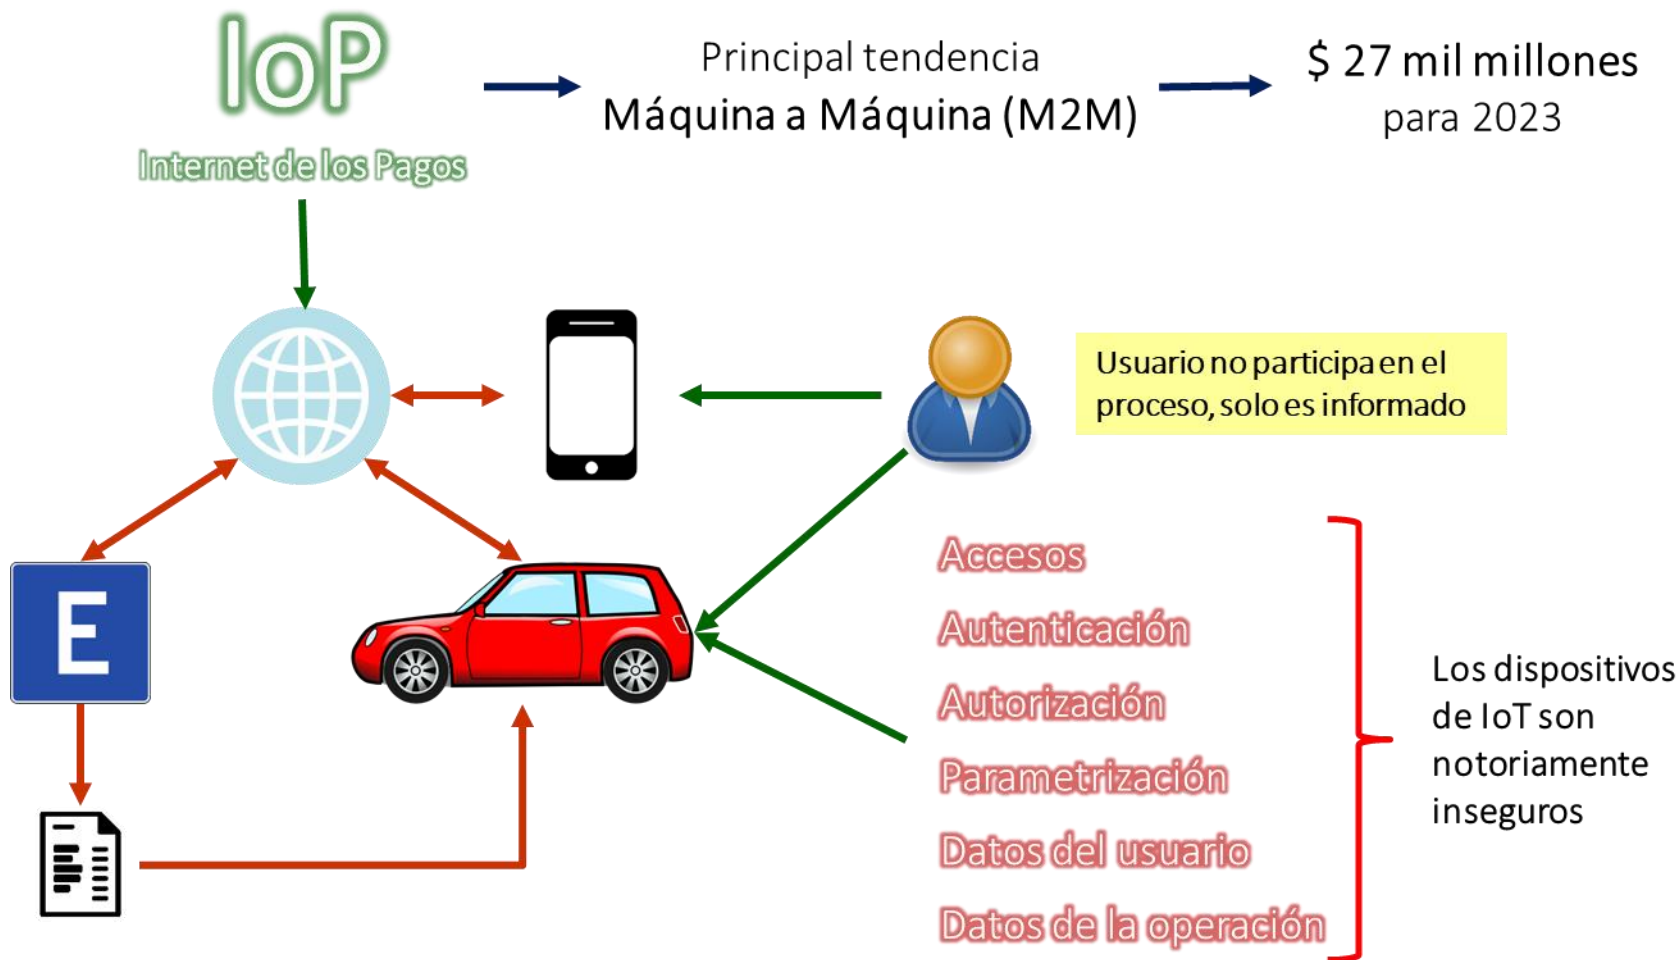 IoP
Internet de los Pagos
Principal tendencia
Máquina a Máquina (M2M)
$ 27 mil millones
para 2023
Usuario no participa en el
proceso, solo es informado
E
Accesos
Autenticación
Autorización
Parametrización
Datos del usuario
Datos de la operación
Los dispositivos
de IoT son
notoriamente
inseguros